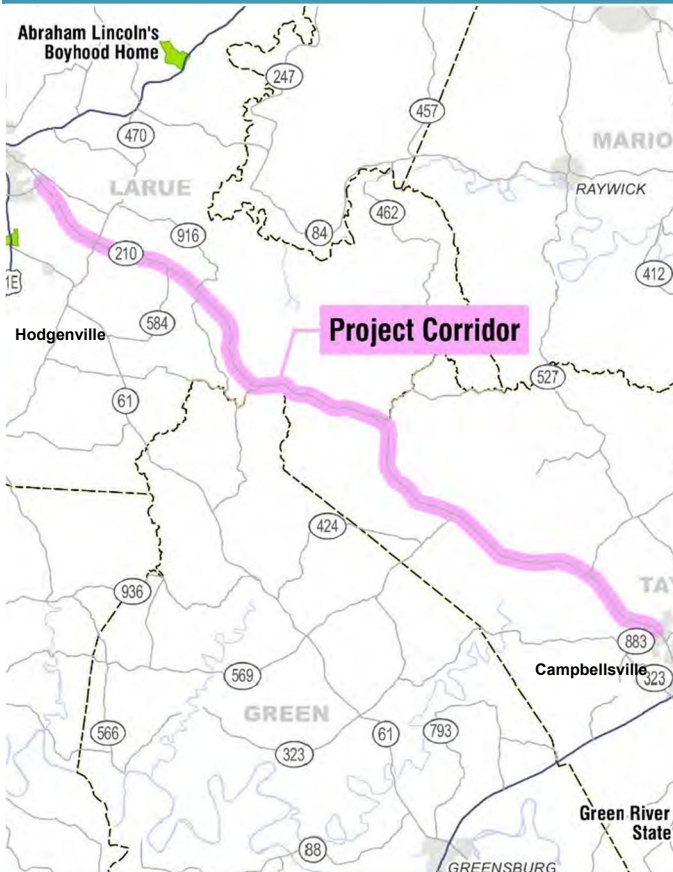 Abraham Lincoln's
Boyhood Home
247
457
470
MARIO
LARUE
RAYWICK
462
916
84
210
412
1E
584
Hodgenville
Project Corridor
527
61
424
936
TAY
883
Campbellsville
323
569
GREEN
566
61
793
323
Green River
State
88
GREENSBURG